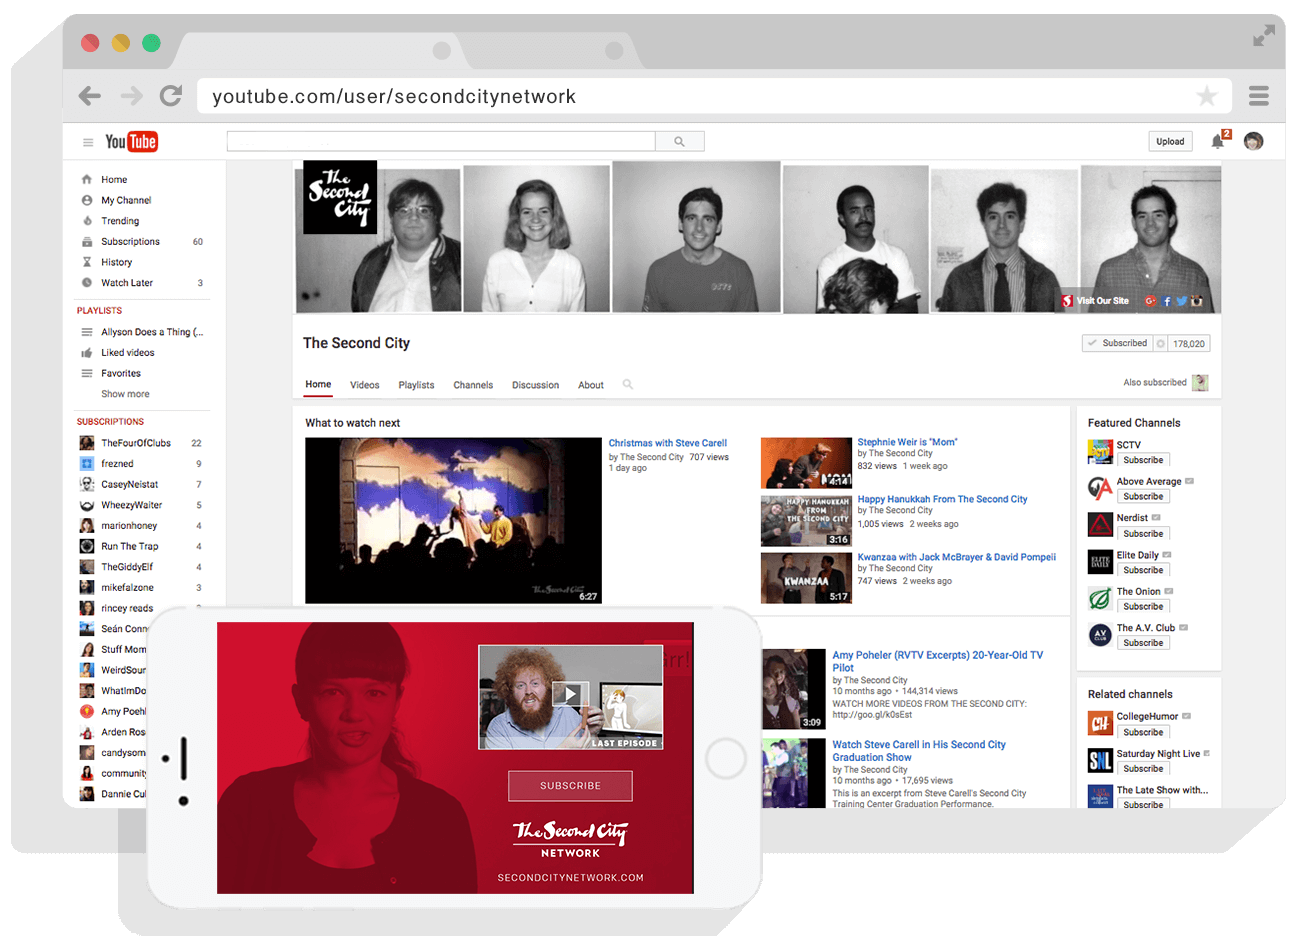 youtube.com/user/secondcitynetwork
YouTube
Upload
2
Home
My Channel
Trending
Subscriptions 60
History
Watch Later 3
PLAYLISTS
Allyson Does a Thing (...
Liked videos
Favorites
Show more
SUBSCRIPTIONS
TheFourOfClubs 22
frezned 9
CaseyNeistat 7
WheezyWaiter 5
marionhoney 4
Run The Trap 4
TheGiddyElf 4
mikefalzone 3
rincey reads
Seán Conn
Stuff Mom
WeirdSour
WhatImDo
Amy Poehl
Arden Ros
candysom
community
Dannie Cul
The
Second
City
Visit Our Site
The Second City
Subscribed 178,020
Home Videos Playlists Channels Discussion About
Also subscribed
What to watch next
The Second City
6:27
Christmas with Steve Carell
by The Second City 707 views
1 day ago
MOM
4:14
Stephnie Weir is "Mom"
by The Second City
832 views 1 week ago
HAPPY HANUKKAH
FROM
THE SECOND CITY
3:16
Happy Hanukkah From The Second City
by The Second City
1,005 views 2 weeks ago
KWANZAA
5:17
Kwanzaa with Jack McBrayer & David Pompeii
by The Second City
747 views 2 weeks ago
3:09
Amy Poheler (RVTV Excerpts) 20-Year-Old TV
Pilot
by The Second City
10 months ago • 144,314 views
WATCH MORE VIDEOS FROM THE SECOND CITY:
http://goo.gl/k0sEst
Watch Steve Carell in His Second City
Graduation Show
by The Second City
10 months ago • 17,695 views
This is an excerpt from Steve Carell's Second City
Training Center Graduation Performance.
Featured Channels
SCTV
Subscribe
Above Average
Subscribe
Nerdist
Subscribe
ELITE
DAILY
Elite Daily
Subscribe
The Onion
Subscribe
A.V.
CLUB
The A.V. Club
Subscribe
Related channels
CH
CollegeHumor
Subscribe
SNL
Saturday Night Live
Subscribe
The Late Show with...
Subscribe
rr!
LAST EPISODE
SUBSCRIBE
The Second City
NETWORK
SECONDCITYNETWORK.COM